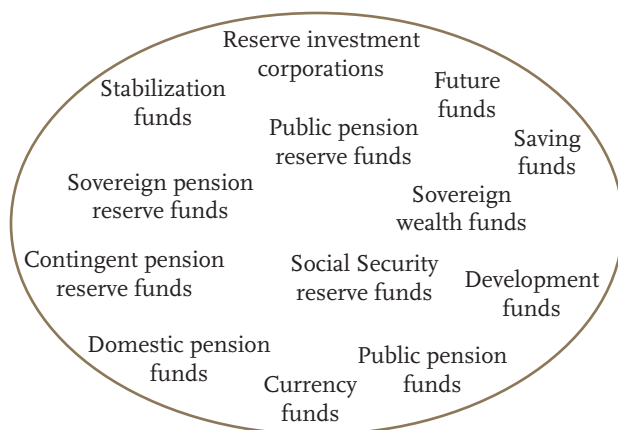 Reserve investment
corporations
Stabilization
funds
Future
funds
Public pension
reserve funds
Saving
funds
Sovereign pension
reserve funds
Sovereign
wealth funds
Contingent pension
reserve funds
Social Security
reserve funds
Development
funds
Domestic pension
funds
Public pension
funds
Currency
funds